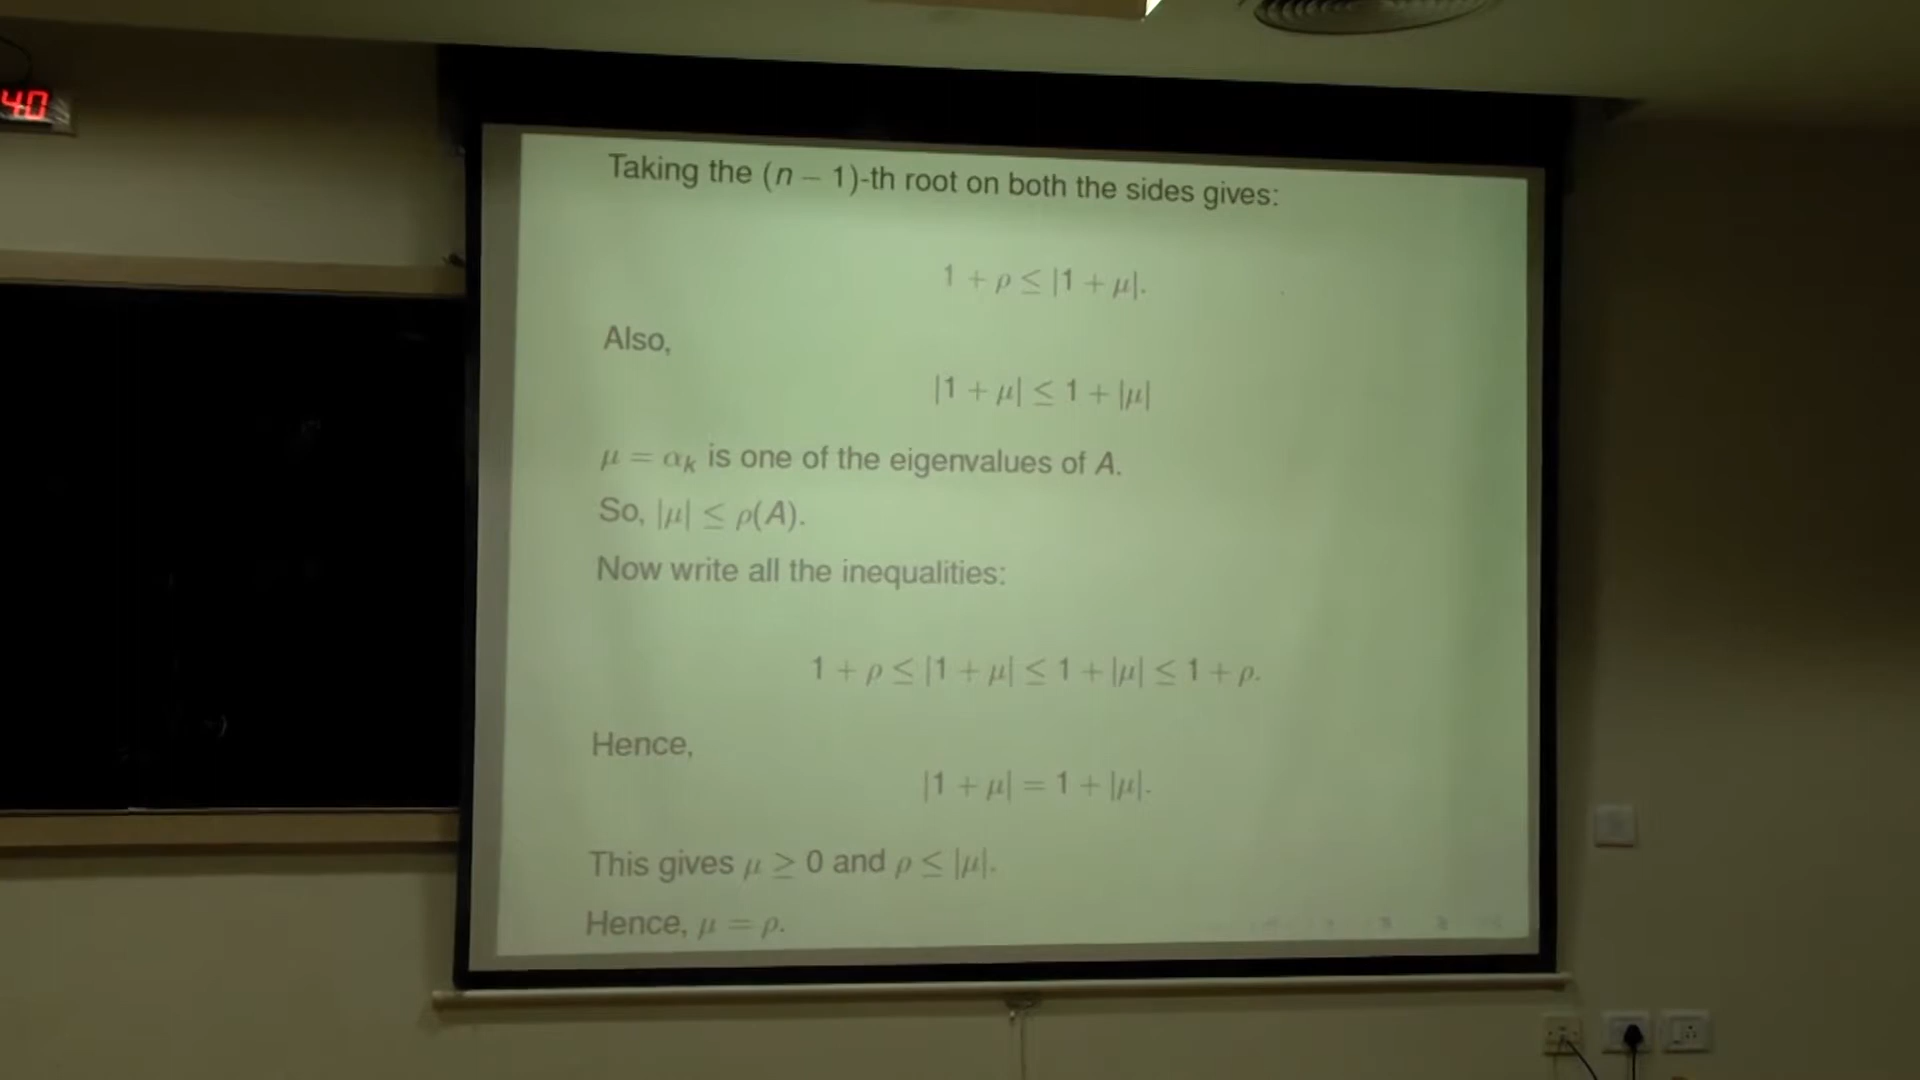 40
Taking the (n − 1)-th root on both the sides gives:
1 + ρ ≤ |1 + μ|.
Also,
|1 + μ| ≤ 1 + |μ|
μ = αk is one of the eigenvalues of A.
So, |μ| ≤ ρ(A).
Now write all the inequalities:
1 + ρ ≤ |1 + μ| ≤ 1 + |μ| ≤ 1 + ρ.
Hence,
|1 + μ| = 1 + |μ|.
This gives μ ≥ 0 and ρ ≤ |μ|.
Hence, μ = ρ.